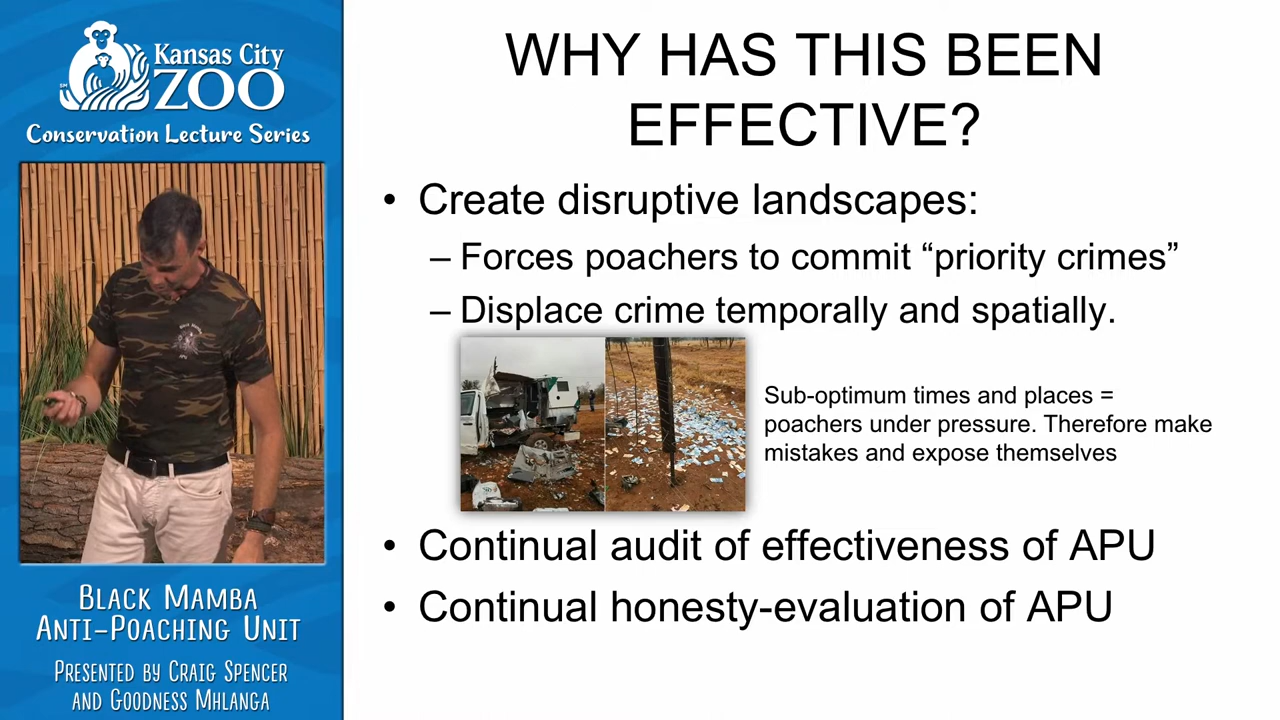 Kansas City
ZOO
SM
Conservation Lecture Series
BLACK MAMBA
ANTI-POACHING UNIT
PRESENTED BY CRAIG SPENCER
AND GOODNESS MHLANGA
WHY HAS THIS BEEN
EFFECTIVE?
• Create disruptive landscapes:
– Forces poachers to commit “priority crimes”
– Displace crime temporally and spatially.
Sub-optimum times and places =
poachers under pressure. Therefore make
mistakes and expose themselves
• Continual audit of effectiveness of APU
• Continual honesty-evaluation of APU